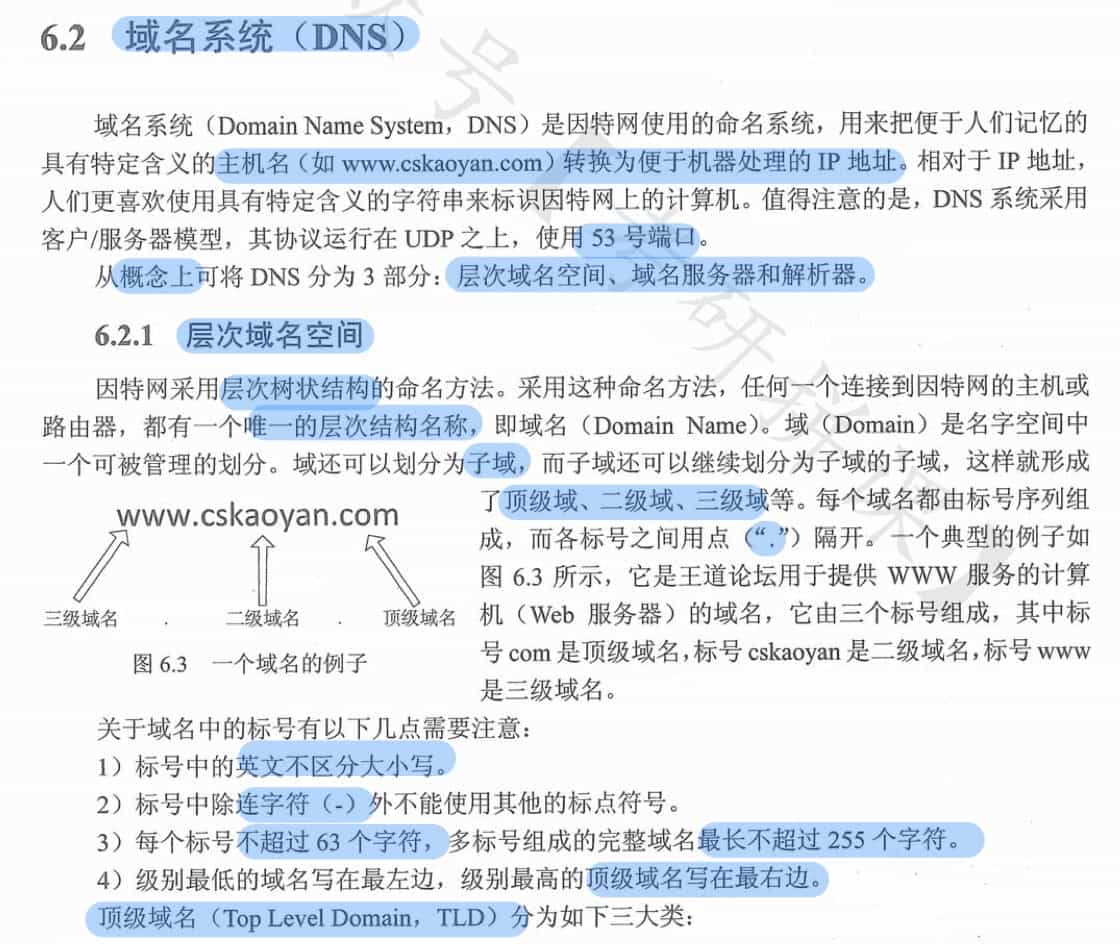 6.2 域名系统（DNS）
域名系统（Domain Name System，DNS）是因特网使用的命名系统，用来把便于人们记忆的
具有特定含义的主机名（如 www.cskaoyan.com）转换为便于机器处理的 IP 地址。相对于 IP 地址，
人们更喜欢使用具有特定含义的字符串来标识因特网上的计算机。值得注意的是，DNS 系统采用
客户/服务器模型，其协议运行在 UDP 之上，使用 53 号端口。
从概念上可将 DNS 分为 3 部分：层次域名空间、域名服务器和解析器。
6.2.1 层次域名空间
因特网采用层次树状结构的命名方法。采用这种命名方法，任何一个连接到因特网的主机或
路由器，都有一个唯一的层次结构名称，即域名（Domain Name）。域（Domain）是名字空间中
一个可被管理的划分。域还可以划分为子域，而子域还可以继续划分为子域的子域，这样就形成
了顶级域、二级域、三级域等。每个域名都由标号序列组
成，而各标号之间用点（“.”）隔开。一个典型的例子如
图 6.3 所示，它是王道论坛用于提供 WWW 服务的计算
机（Web 服务器）的域名，它由三个标号组成，其中标
号 com 是顶级域名，标号 cskaoyan 是二级域名，标号 www
是三级域名。
www.cskaoyan.com
三级域名 . 二级域名 . 顶级域名
图 6.3 一个域名的例子
关于域名中的标号有以下几点需要注意：
1）标号中的英文不区分大小写。
2）标号中除连字符（-）外不能使用其他的标点符号。
3）每个标号不超过 63 个字符，多标号组成的完整域名最长不超过 255 个字符。
4）级别最低的域名写在最左边，级别最高的顶级域名写在最右边。
顶级域名（Top Level Domain，TLD）分为如下三大类：